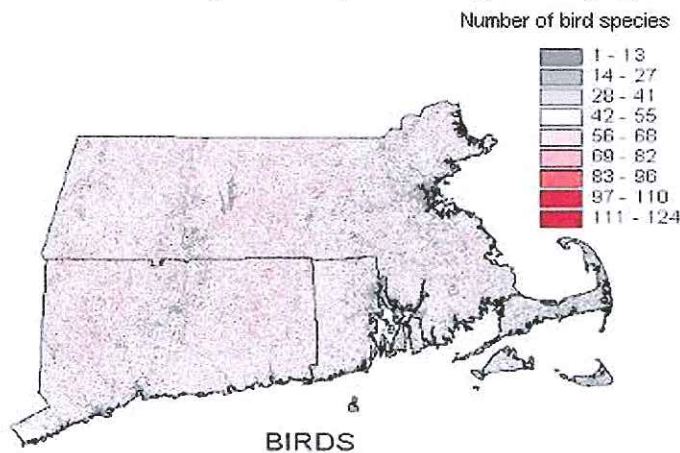 Number of bird species
1 - 13
14 - 27
28 - 41
42 - 55
56 - 68
69 - 82
83 - 96
97 - 110
111 - 124
BIRDS